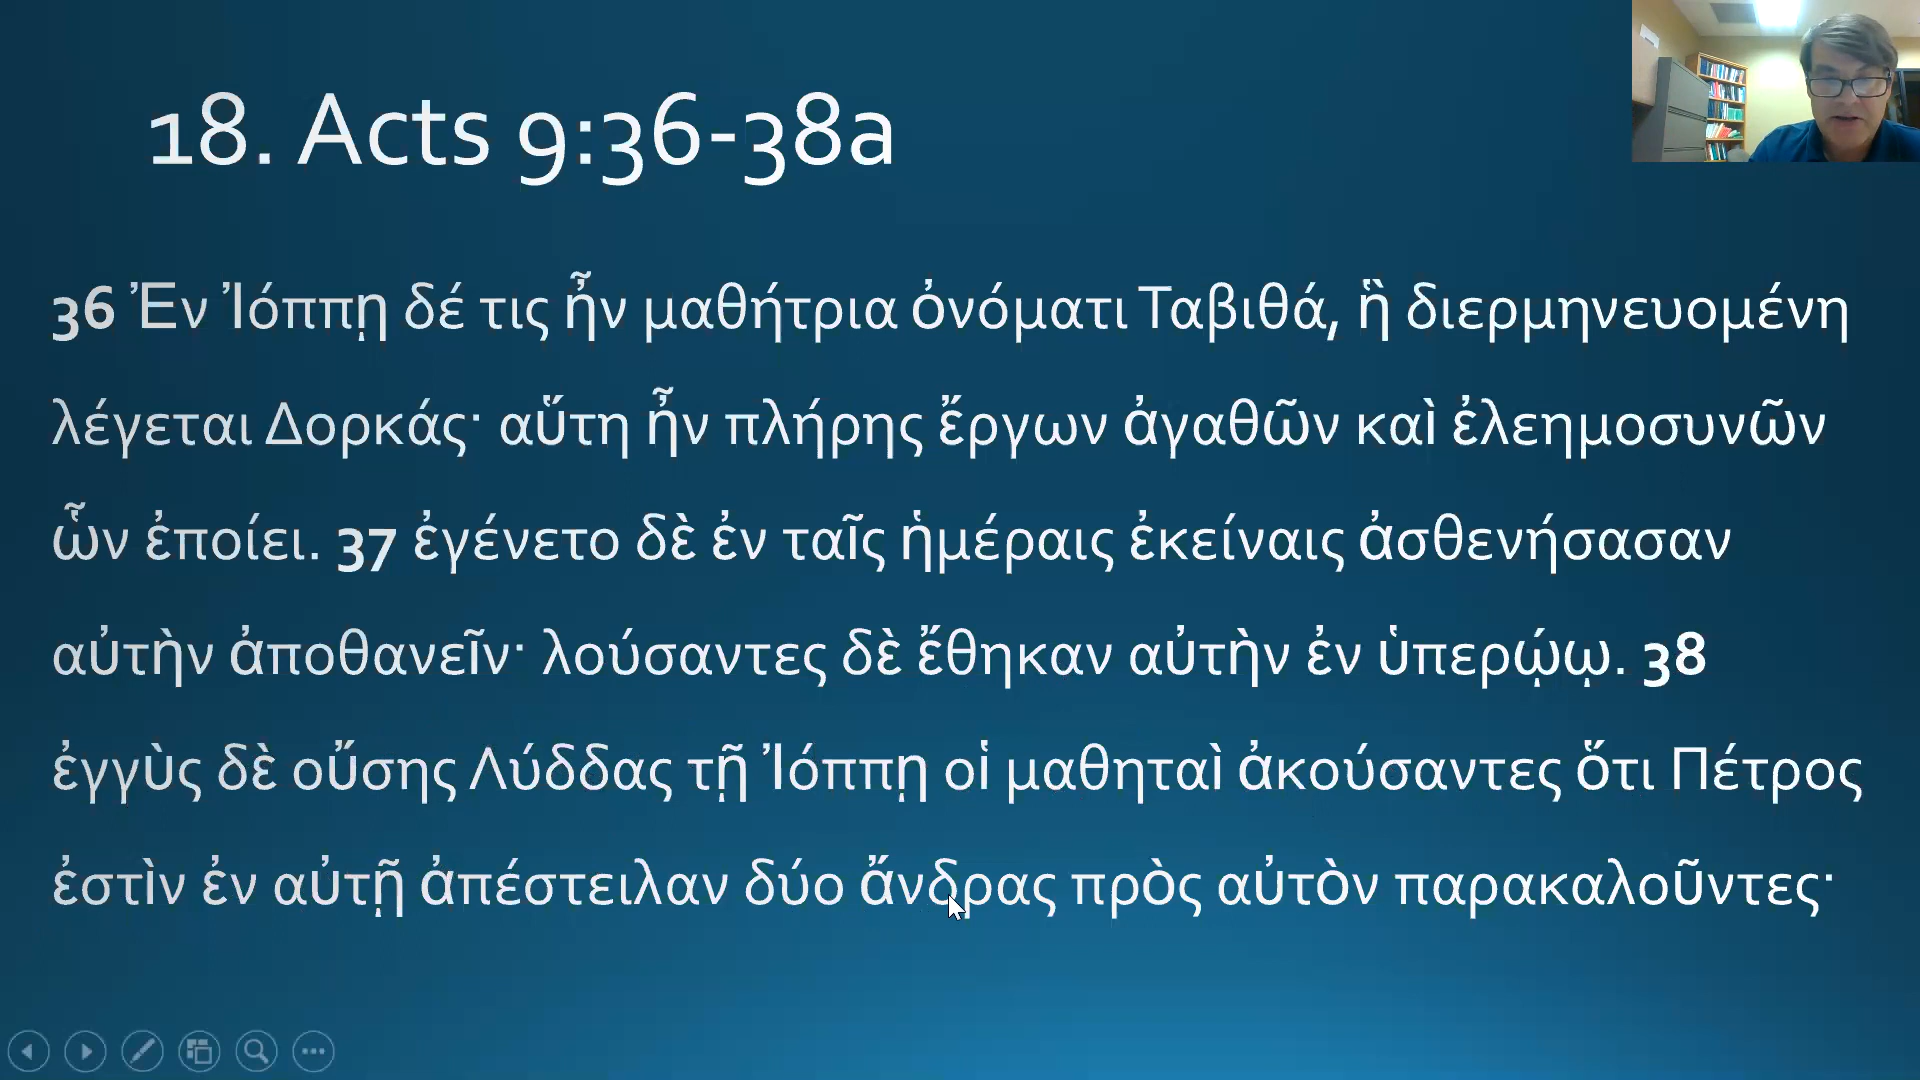 18. Acts 9:36-38a
36 Ἐν Ἰόππῃ δέ τις ἦν μαθήτρια ὀνόματι Ταβιθά, ἣ διερμηνευομένη
λέγεται Δορκάς· αὕτη ἦν πλήρης ἔργων ἀγαθῶν καὶ ἐλεημοσυνῶν
ὧν ἐποίει. 37 ἐγένετο δὲ ἐν ταῖς ἡμέραις ἐκείναις ἀσθενήσασαν
αὐτὴν ἀποθανεῖν· λούσαντες δὲ ἔθηκαν αὐτὴν ἐν ὑπερῴῳ. 38
ἐγγὺς δὲ οὔσης Λύδδας τῇ Ἰόππῃ οἱ μαθηταὶ ἀκούσαντες ὅτι Πέτρος
ἐστὶν ἐν αὐτῇ ἀπέστειλαν δύο ἄνδρας πρὸς αὐτὸν παρακαλοῦντες·